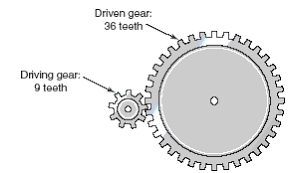 Driven gear:
36 teeth
Driving gear:
9 teeth